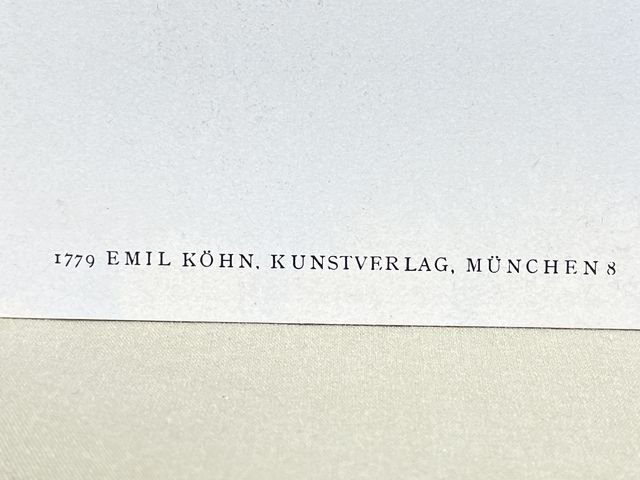 1779 EMIL KÖHN, KUNSTVERLAG, MÜNCHEN 8